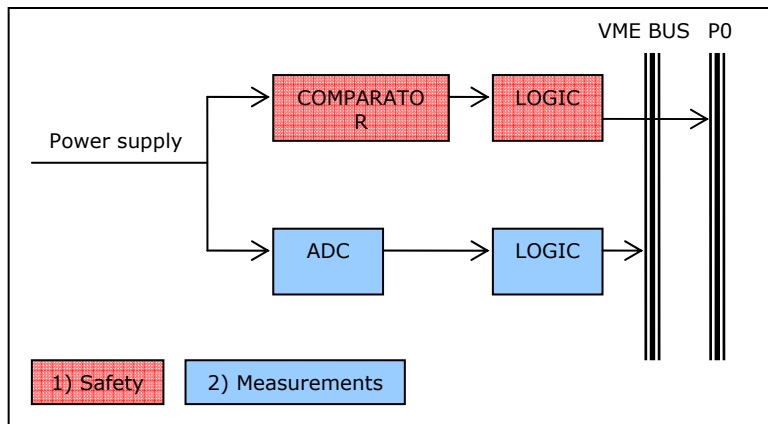 VME BUS P0
COMPARATO
R
LOGIC
Power supply
ADC
LOGIC
1) Safety
2) Measurements